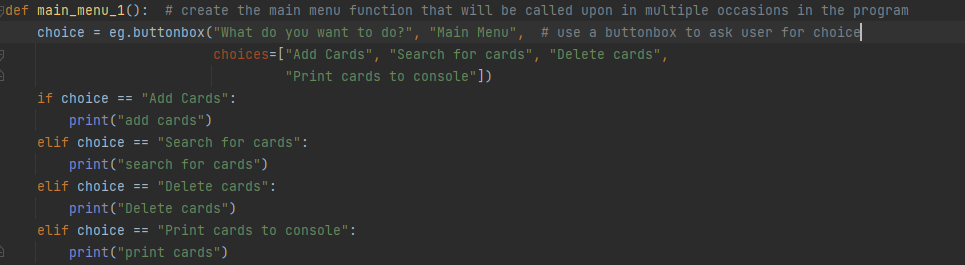 def main_menu_1():  # create the main menu function that will be called upon in multiple occasions in the program
    choice = eg.buttonbox("What do you want to do?", "Main Menu",  # use a buttonbox to ask user for choice
                          choices=["Add Cards", "Search for cards", "Delete cards",
                                   "Print cards to console"])
    if choice == "Add Cards":
        print("add cards")
    elif choice == "Search for cards":
        print("search for cards")
    elif choice == "Delete cards":
        print("Delete cards")
    elif choice == "Print cards to console":
        print("print cards")